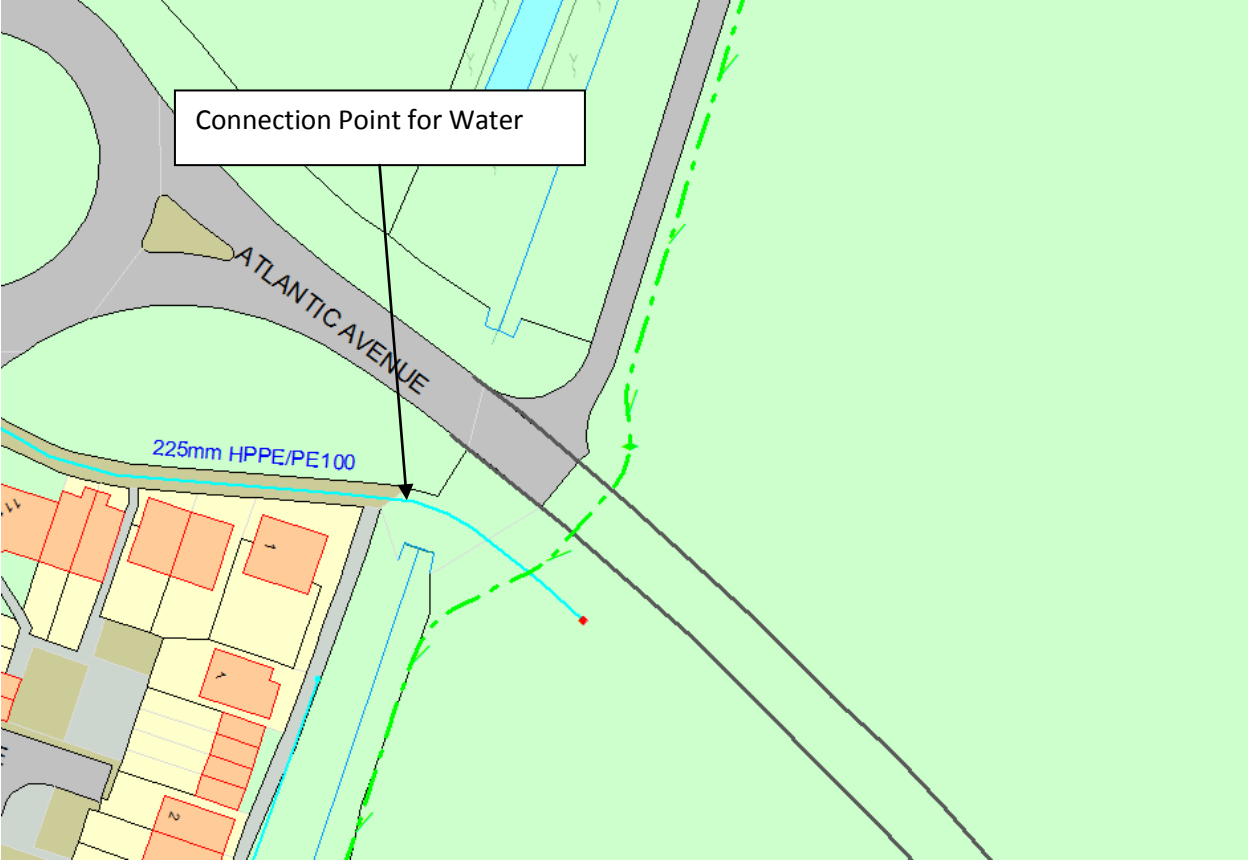 Connection Point for Water
ATLANTIC AVENUE
225mm HPPE/PE100
1
1
2